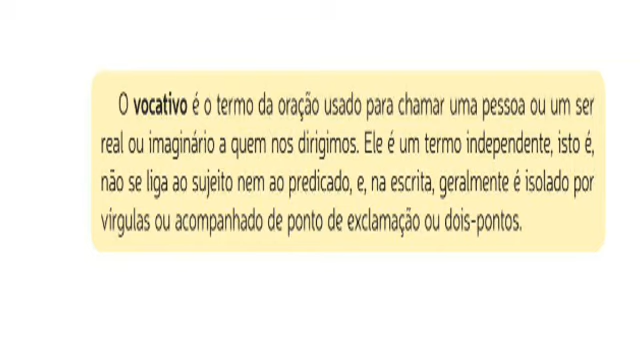 O vocativo é o termo da oração usado para chamar uma pessoa ou um ser
real ou imaginário a quem nos dirigimos. Ele é um termo independente, isto é,
não se liga ao sujeito nem ao predicado, e, na escrita, geralmente é isolado por
vírgulas ou acompanhado de ponto de exclamação ou dois-pontos.